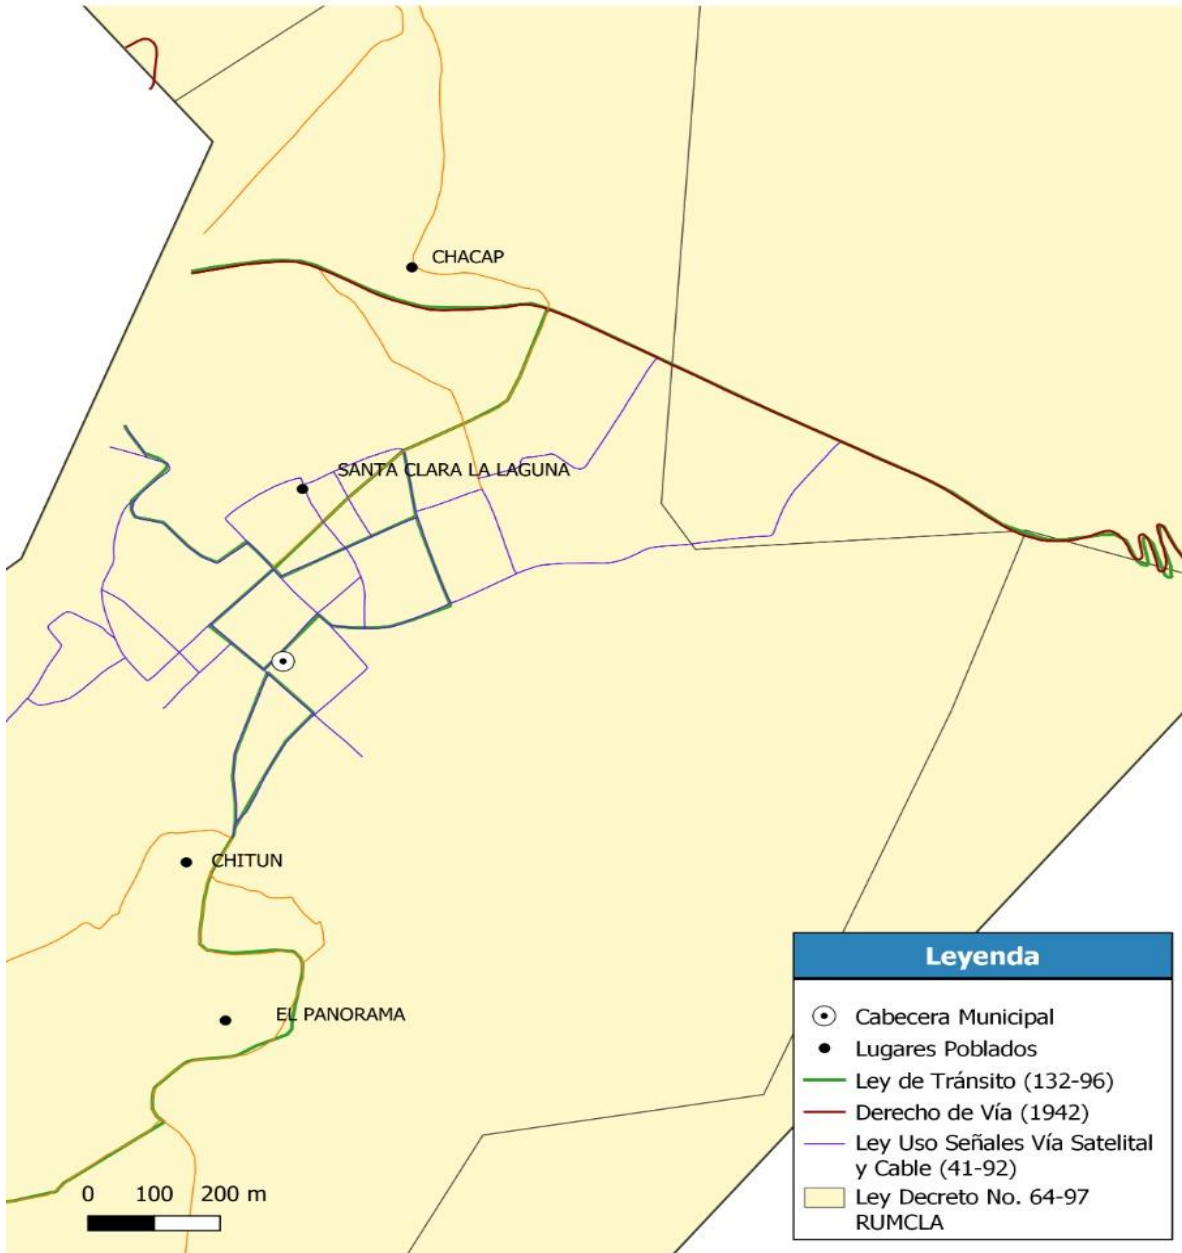 CHACAP
SANTA CLARA LA LAGUNA
CHITUN
EL PANORAMA
0 100 200 m
Leyenda
Cabecera Municipal
Lugares Poblados
Ley de Tránsito (132-96)
Derecho de Vía (1942)
Ley Uso Señales Vía Satelital
y Cable (41-92)
Ley Decreto No. 64-97
RUMCLA